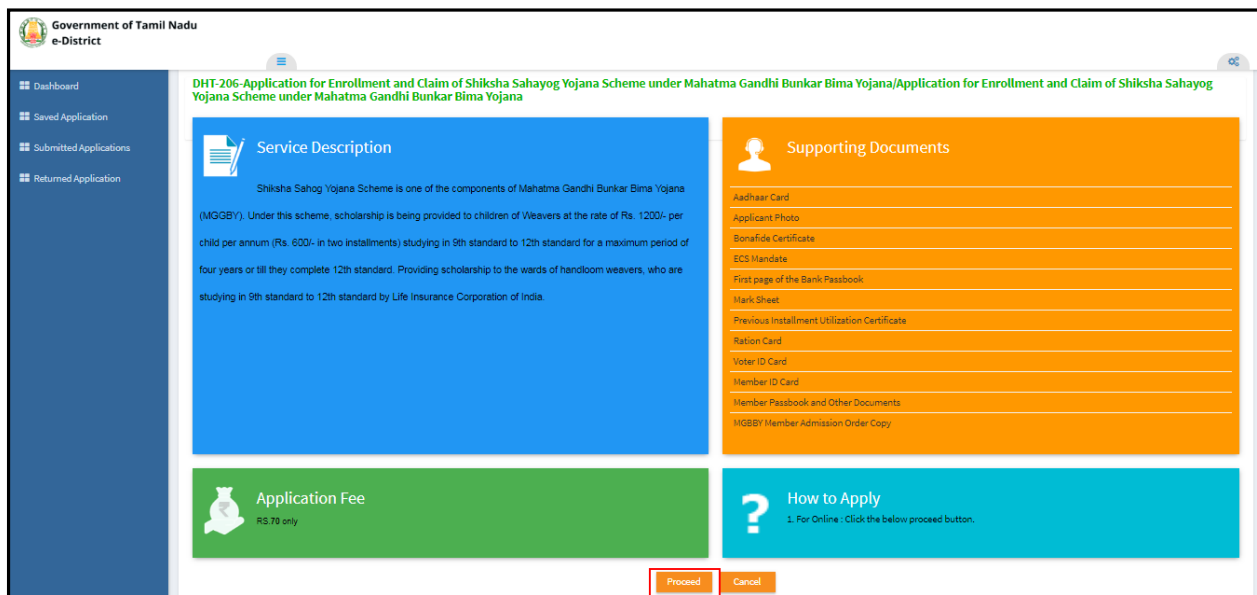 Government of Tamil Nadu
e-District
Dashboard
Saved Application
Submitted Applications
Returned Application
DHT-206-Application for Enrollment and Claim of Shiksha Sahayog Yojana Scheme under Mahatma Gandhi Bunkar Bima Yojana/Application for Enrollment and Claim of Shiksha Sahayog
Yojana Scheme under Mahatma Gandhi Bunkar Bima Yojana
Service Description
Shiksha Sahog Yojana Scheme is one of the components of Mahatma Gandhi Bunkar Bima Yojana
(MGGBY). Under this scheme, scholarship is being provided to children of Weavers at the rate of Rs. 1200/- per
child per annum (Rs. 600/- in two installments) studying in 9th standard to 12th standard for a maximum period of
four years or till they complete 12th standard. Providing scholarship to the wards of handloom weavers, who are
studying in 9th standard to 12th standard by Life Insurance Corporation of India.
Supporting Documents
Aadhaar Card
Applicant Photo
Bonafide Certificate
ECS Mandate
First page of the Bank Passbook
Mark Sheet
Previous Installment Utilization Certificate
Ration Card
Voter ID Card
Member ID Card
Member Passbook and Other Documents
MGBBY Member Admission Order Copy
Application Fee
RS.70 only
How to Apply
1. For Online : Click the below proceed button.
Proceed
Cancel